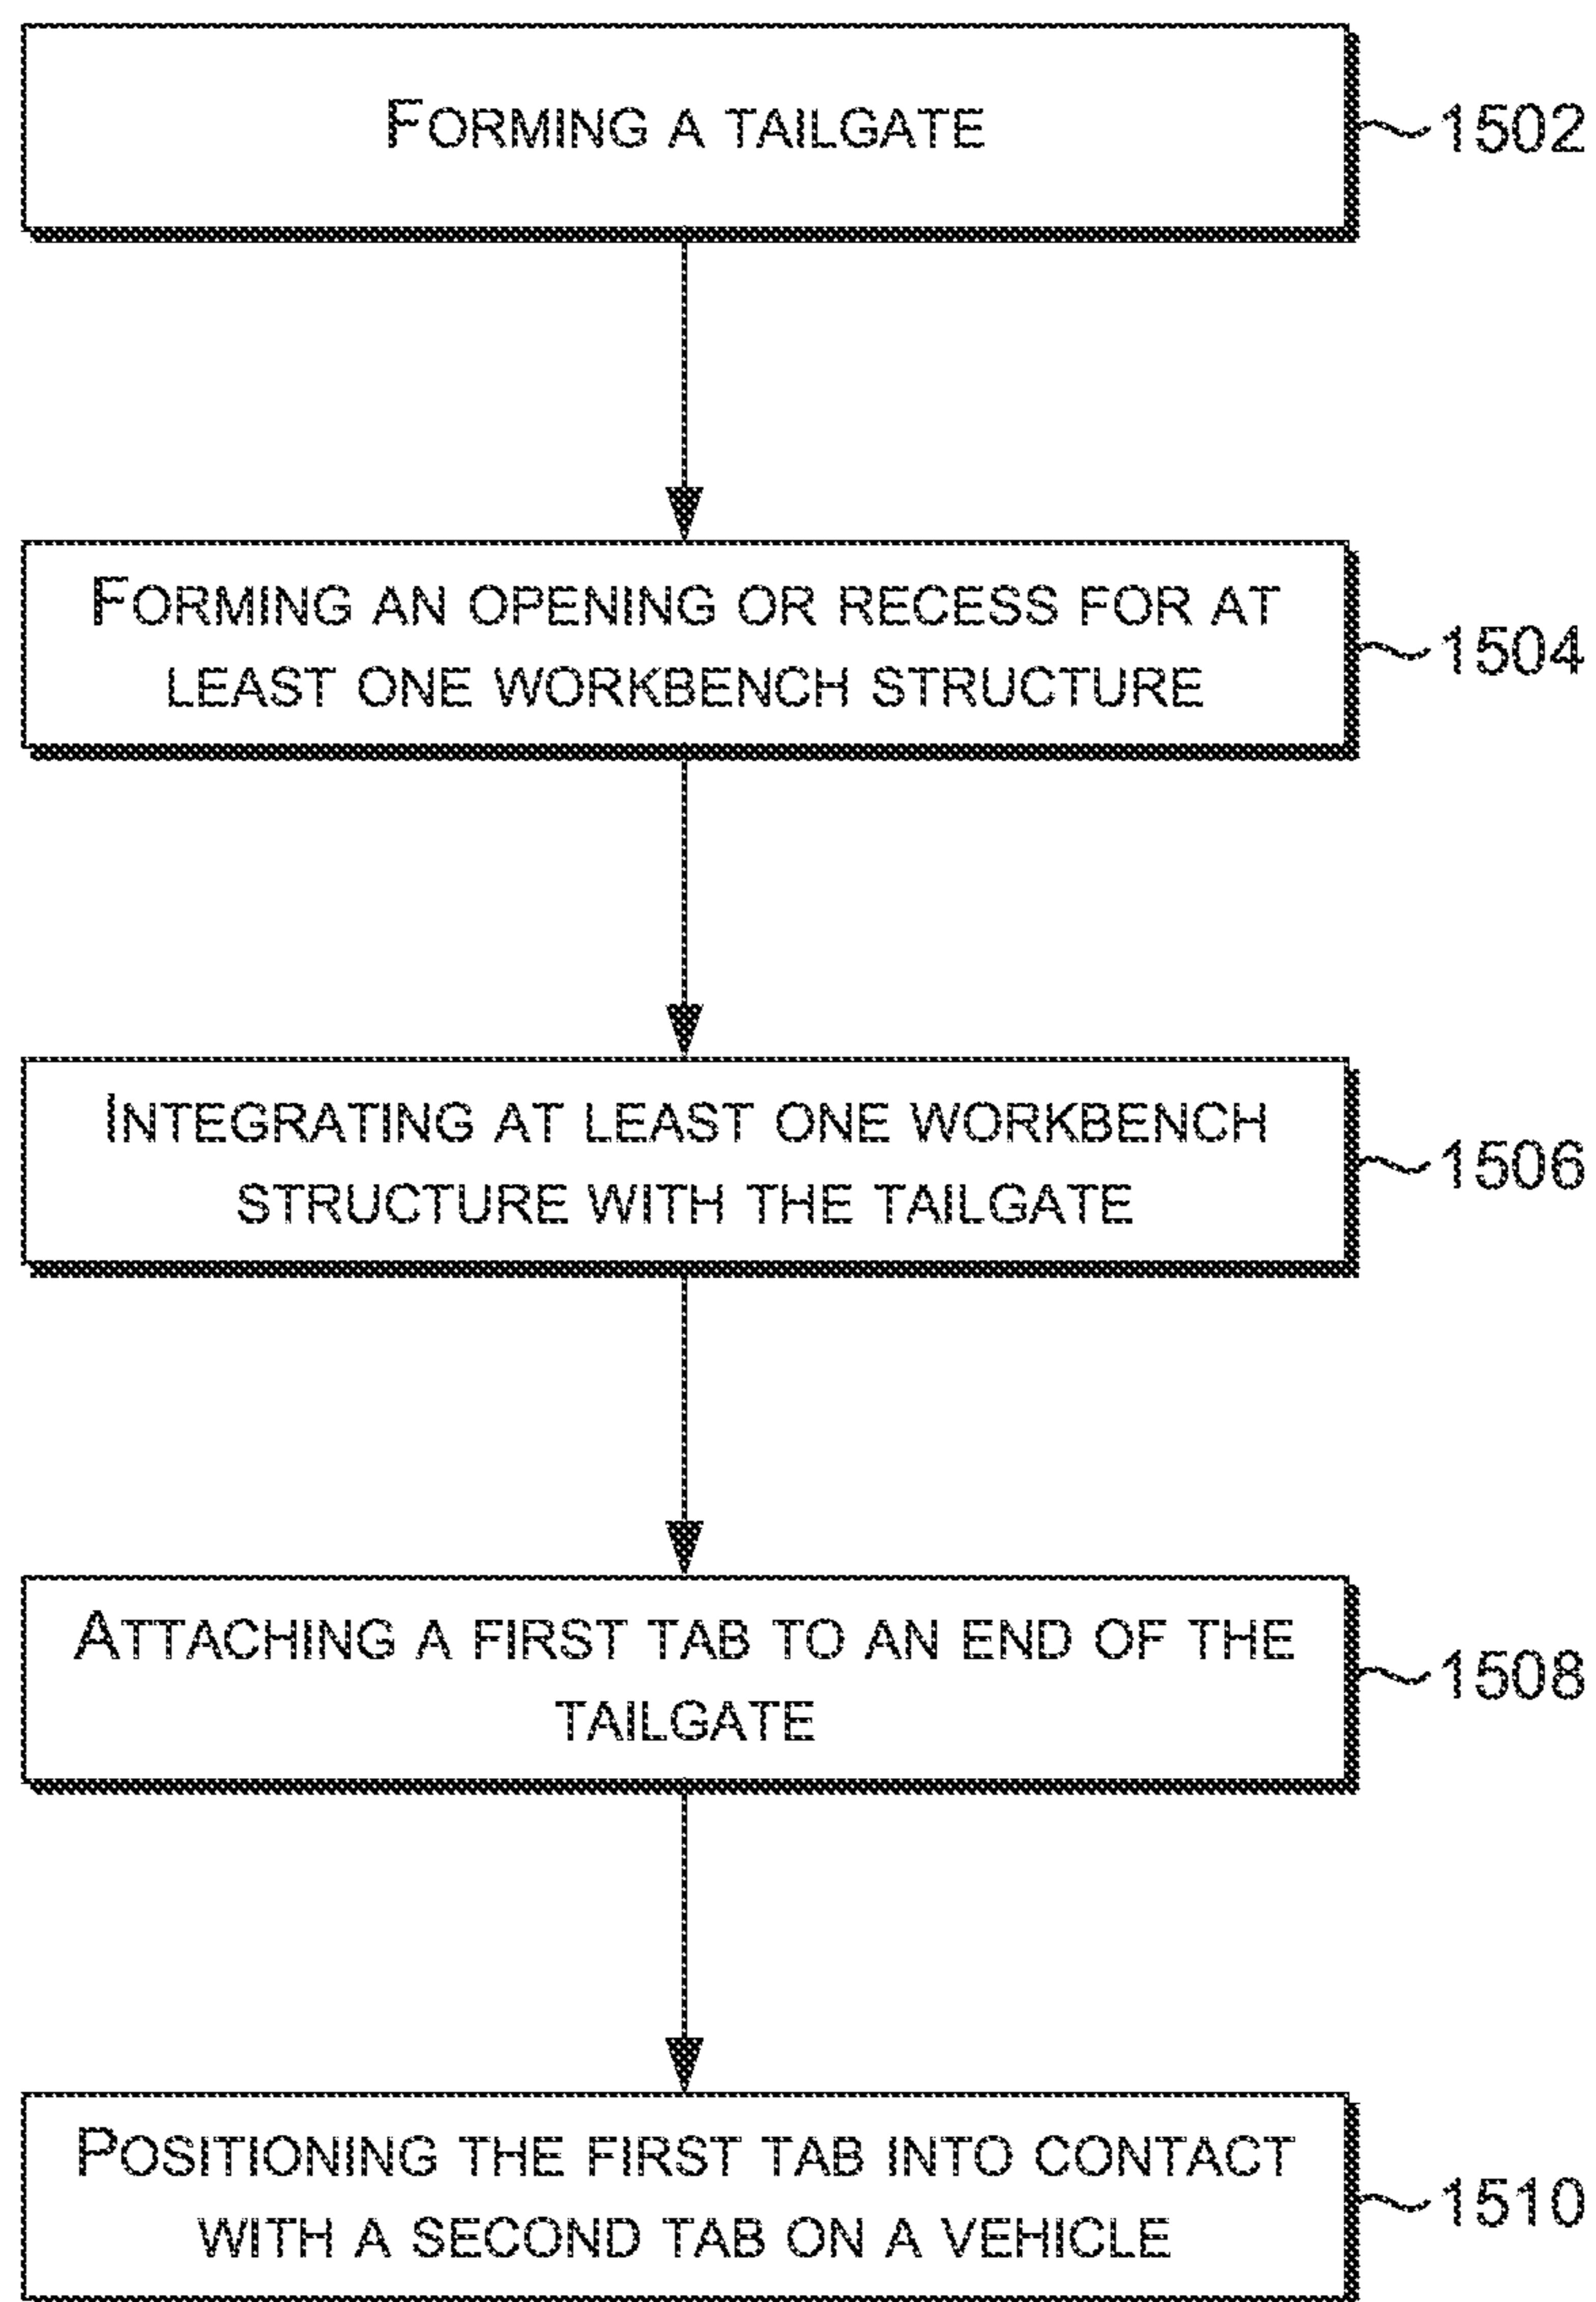 FORMING A TAILGATE
1502
FORMING AN OPENING OR RECESS FOR AT
LEAST ONE WORKBENCH STRUCTURE
1504
INTEGRATING AT LEAST ONE WORKBENCH
STRUCTURE WITH THE TAILGATE
1506
ATTACHING A FIRST TAB TO AN END OF THE
TAILGATE
1508
POSITIONING THE FIRST TAB INTO CONTACT
WITH A SECOND TAB ON A VEHICLE
1510